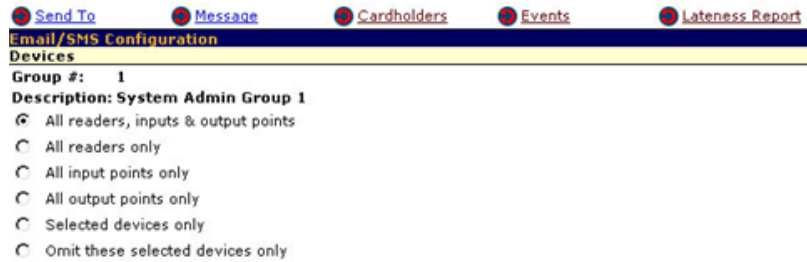 Send To Message Cardholders Events Lateness Report
Email/SMS Configuration
Devices
Group #: 1
Description: System Admin Group 1
All readers, inputs & output points
All readers only
All input points only
All output points only
Selected devices only
Omit these selected devices only